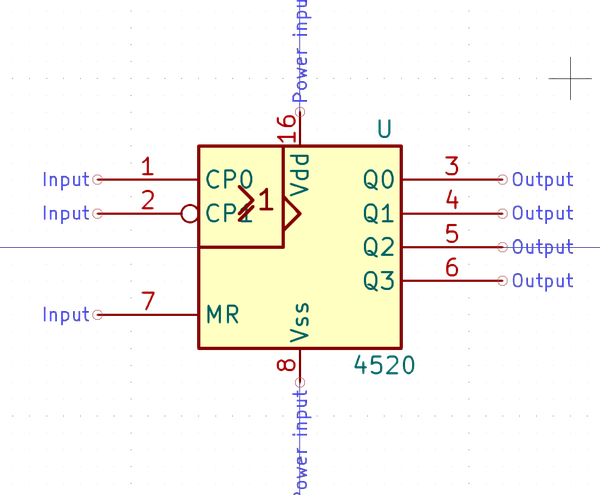 Power inpu
16
U
Vdd
Input 1 CP0 Q0 3 Output
Input 2 CP1 ≥1 Q1 4 Output
Q2 5 Output
Q3 6 Output
Input 7 MR
Vss
8
4520
Power input